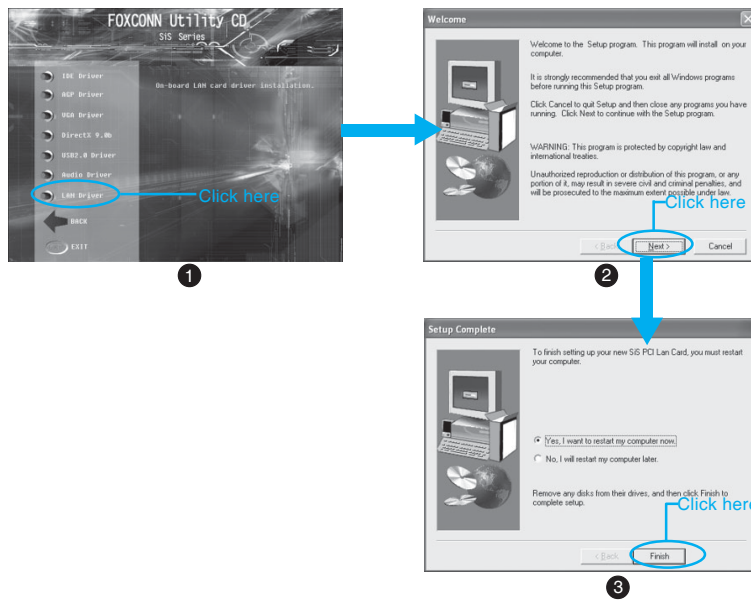 FOXCONN Utility CD
SiS Series
IDE Driver
AGP Driver
VGA Driver
DirectX 9.0b
USB2.0 Driver
Audio Driver
LAN Driver
BACK
EXIT
On-board LAN card driver installation.
Click here
1
Welcome
Welcome to the Setup program. This program will install on your
computer.
It is strongly recommended that you exit all Windows programs
before running this Setup program.
Click Cancel to quit Setup and then close any programs you have
running. Click Next to continue with the Setup program.
WARNING: This program is protected by copyright law and
international treaties.
Unauthorized reproduction or distribution of this program, or any
portion of it, may result in severe civil and criminal penalties, and
will be prosecuted to the maximum extent possible under law.
Click here
< Back
Next >
Cancel
2
Setup Complete
To finish setting up your new SiS PCI Lan Card, you must restart
your computer.
Yes, I want to restart my computer now.
No, I will restart my computer later.
Remove any disks from their drives, and then click Finish to
complete setup.
Click here
< Back
Finish
3